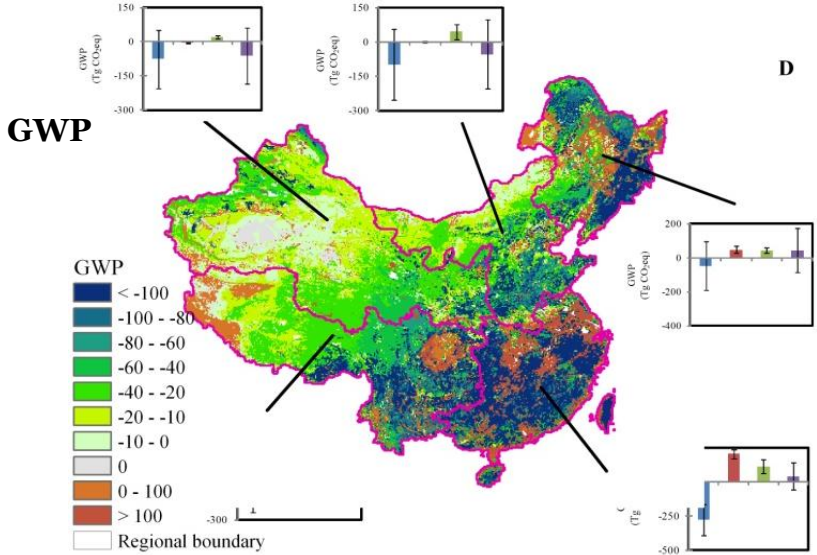 150
0
-150
-300
GWP
(Tg CO₂eq)
150
0
-150
-300
GWP
(Tg CO₂eq)
D
GWP
200
0
-200
-400
GWP
(Tg CO₂eq)
GWP
< -100
-100 - -80
-80 - -60
-60 - -40
-40 - -20
-20 - -10
-10 - 0
0
0 - 100
> 100
Regional boundary
-300
-250
-500
(Tg